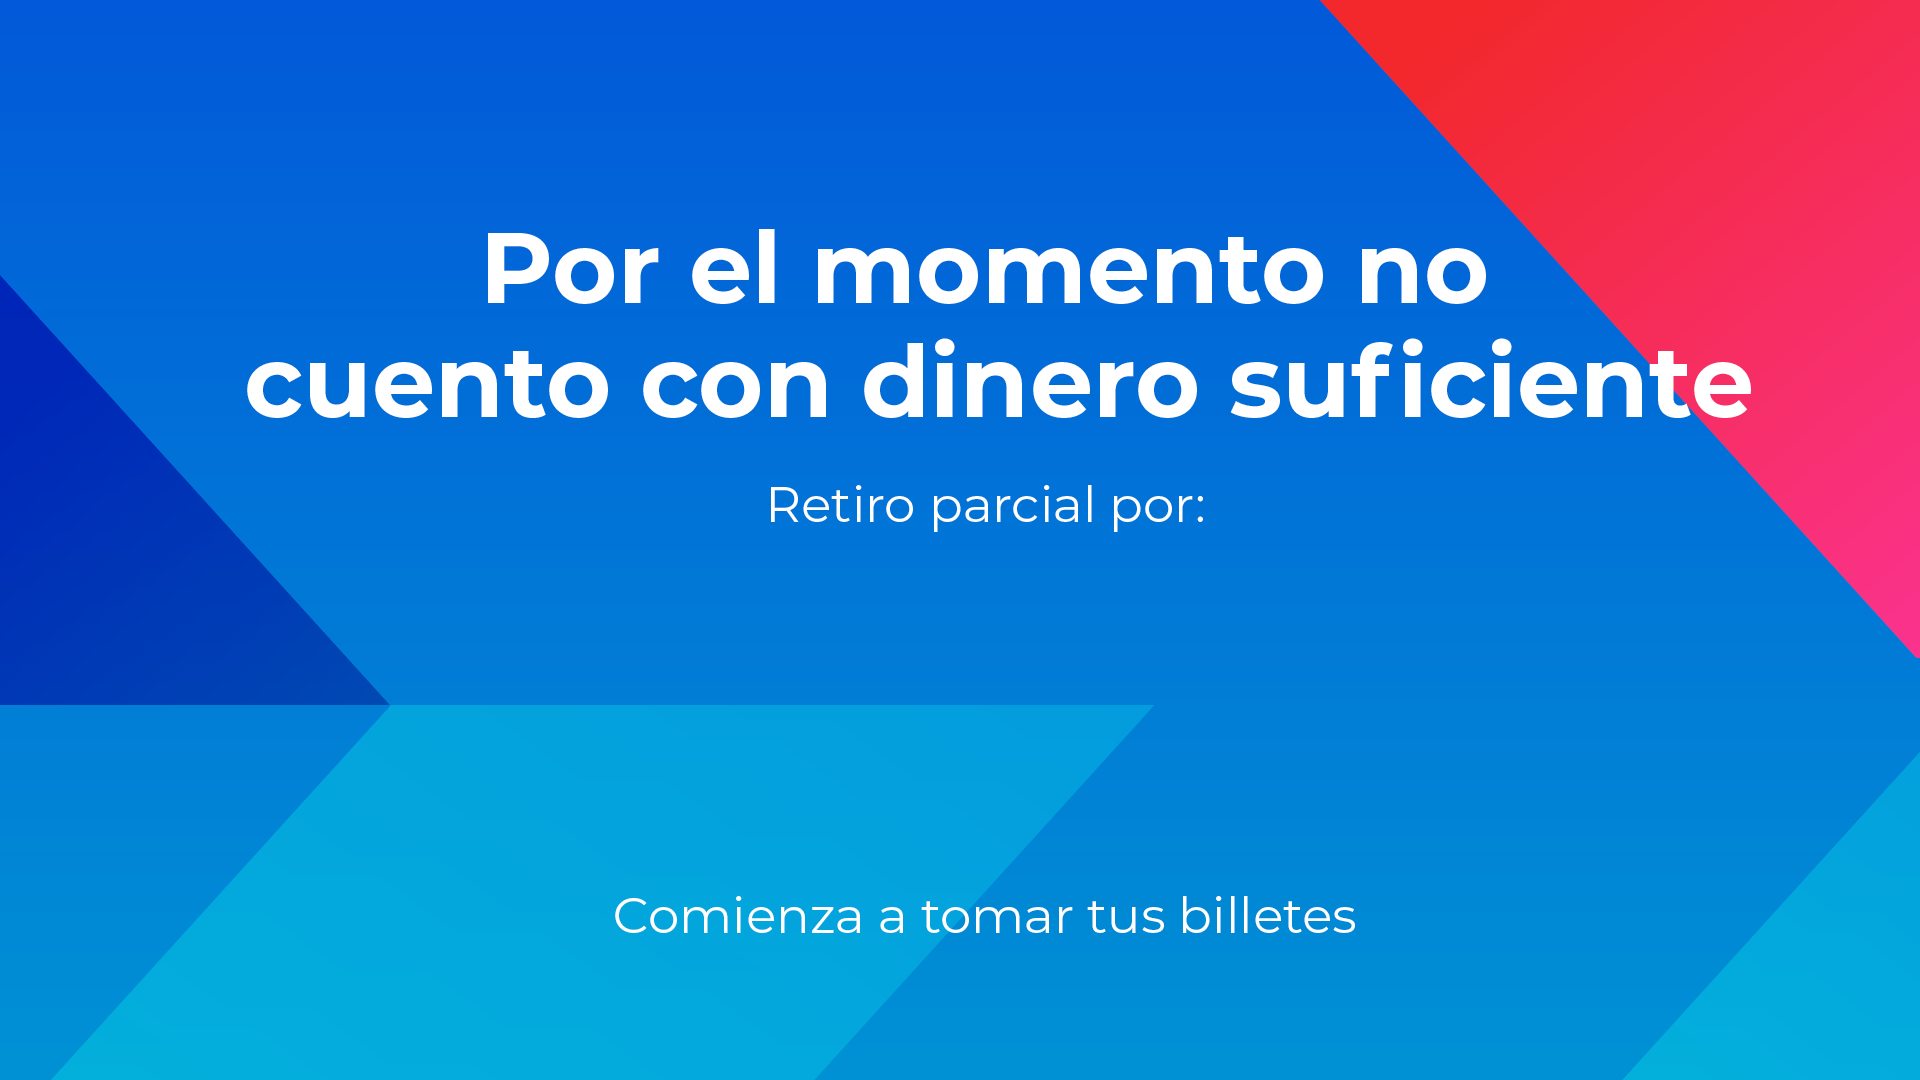 Por el momento no
cuento con dinero suficiente
Retiro parcial por:
Comienza a tomar tus billetes